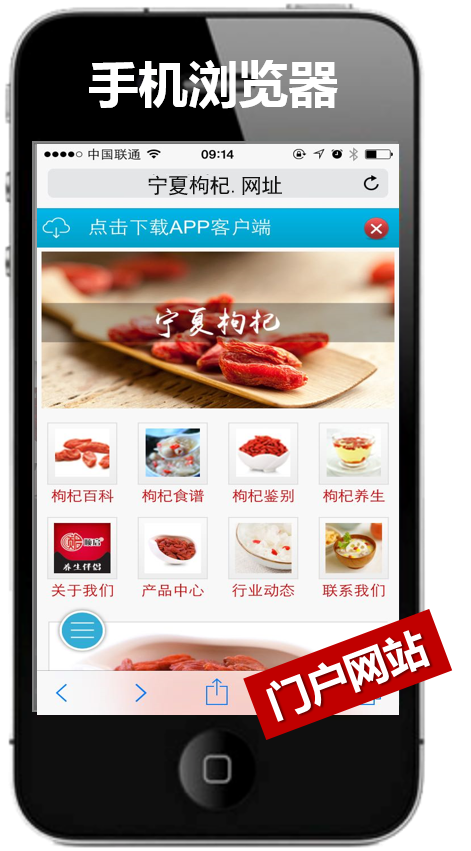 手机浏览器
中国联通 09:14
宁夏枸杞. 网址
点击下载APP客户端
宁夏枸杞
枸杞百科 枸杞食谱 枸杞鉴别 枸杞养生
养生伴侣
关于我们 产品中心 行业动态 联系我们
门户网站